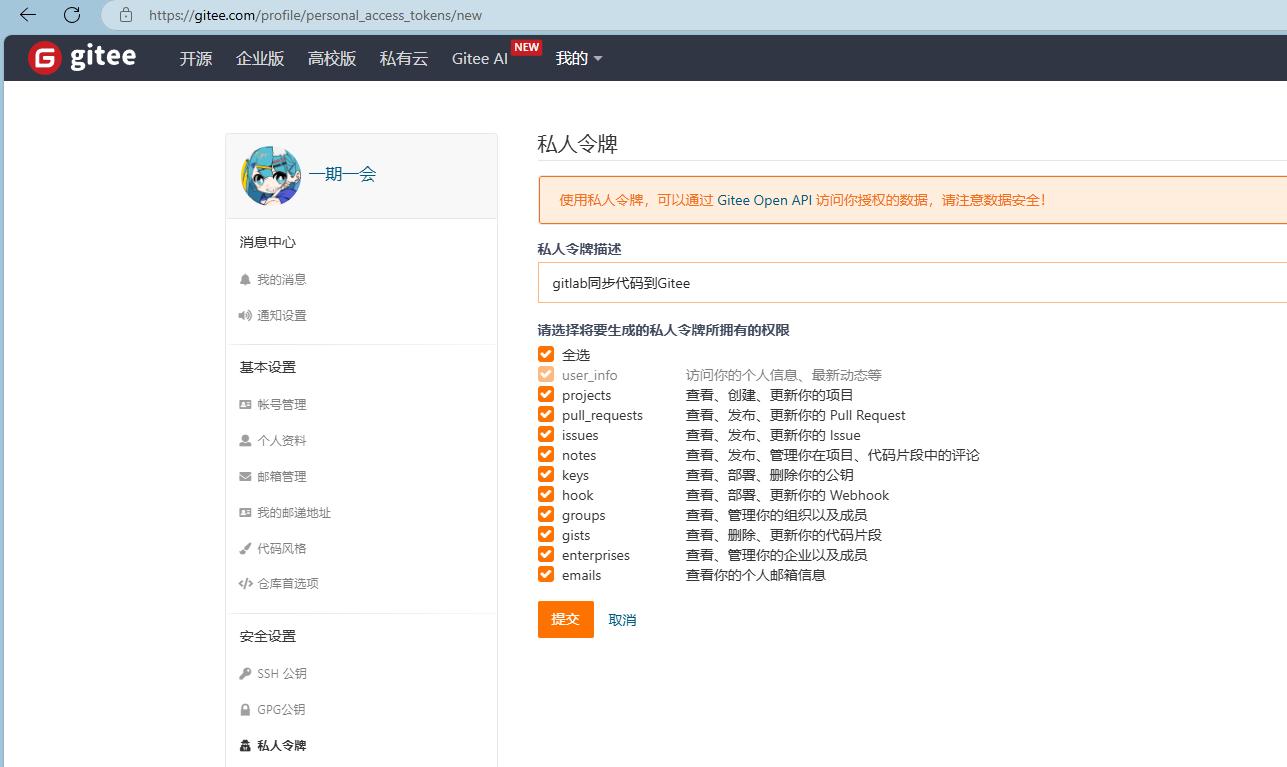 https://gitee.com/profile/personal_access_tokens/new
G gitee 开源 企业版 高校版 私有云 Gitee AI NEW 我的
一期一会
消息中心
我的消息
通知设置
基本设置
帐号管理
个人资料
邮箱管理
我的邮递地址
代码风格
仓库首选项
安全设置
SSH 公钥
GPG公钥
私人令牌
私人令牌
使用私人令牌，可以通过 Gitee Open API 访问你授权的数据，请注意数据安全！
私人令牌描述
gitlab同步代码到Gitee
请选择将要生成的私人令牌所拥有的权限
全选
user_info 访问你的个人信息、最新动态等
projects 查看、创建、更新你的项目
pull_requests 查看、发布、更新你的 Pull Request
issues 查看、发布、更新你的 Issue
notes 查看、发布、管理你在项目、代码片段中的评论
keys 查看、部署、删除你的公钥
hook 查看、部署、更新你的 Webhook
groups 查看、管理你的组织以及成员
gists 查看、删除、更新你的代码片段
enterprises 查看、管理你的企业以及成员
emails 查看你的个人邮箱信息
提交 取消